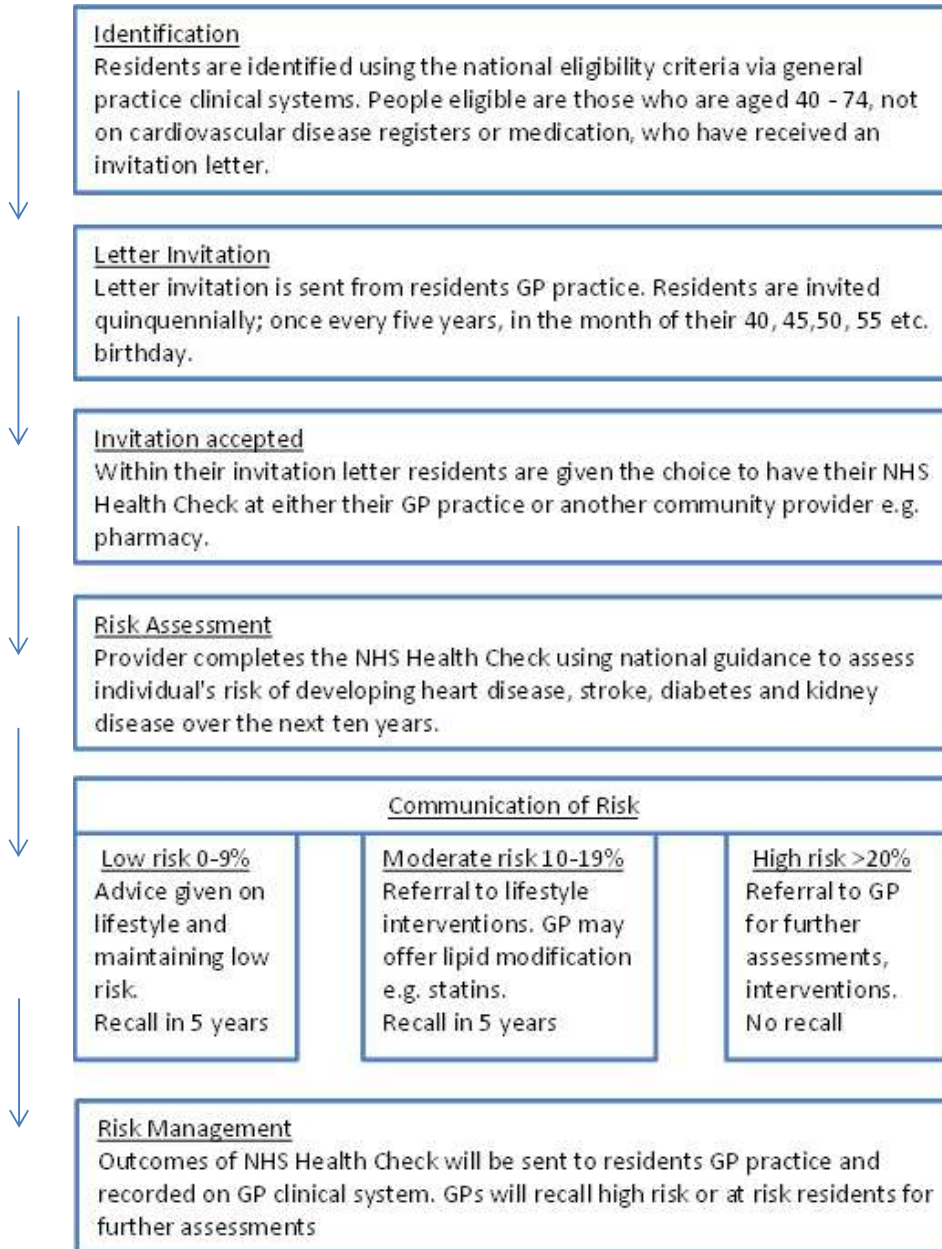 Identification
Residents are identified using the national eligibility criteria via general
practice clinical systems. People eligible are those who are aged 40 - 74, not
on cardiovascular disease registers or medication, who have received an
invitation letter.
Letter Invitation
Letter invitation is sent from residents GP practice. Residents are invited
quinquennially; once every five years, in the month of their 40, 45,50, 55 etc.
birthday.
Invitation accepted
Within their invitation letter residents are given the choice to have their NHS
Health Check at either their GP practice or another community provider e.g.
pharmacy.
Risk Assessment
Provider completes the NHS Health Check using national guidance to assess
individual's risk of developing heart disease, stroke, diabetes and kidney
disease over the next ten years.
Communication of Risk
Low risk 0-9%
Advice given on
lifestyle and
maintaining low
risk.
Recall in 5 years
Moderate risk 10-19%
Referral to lifestyle
interventions. GP may
offer lipid modification
e.g. statins.
Recall in 5 years
High risk >20%
Referral to GP
for further
assessments,
interventions.
No recall
Risk Management
Outcomes of NHS Health Check will be sent to residents GP practice and
recorded on GP clinical system. GPs will recall high risk or at risk residents for
further assessments